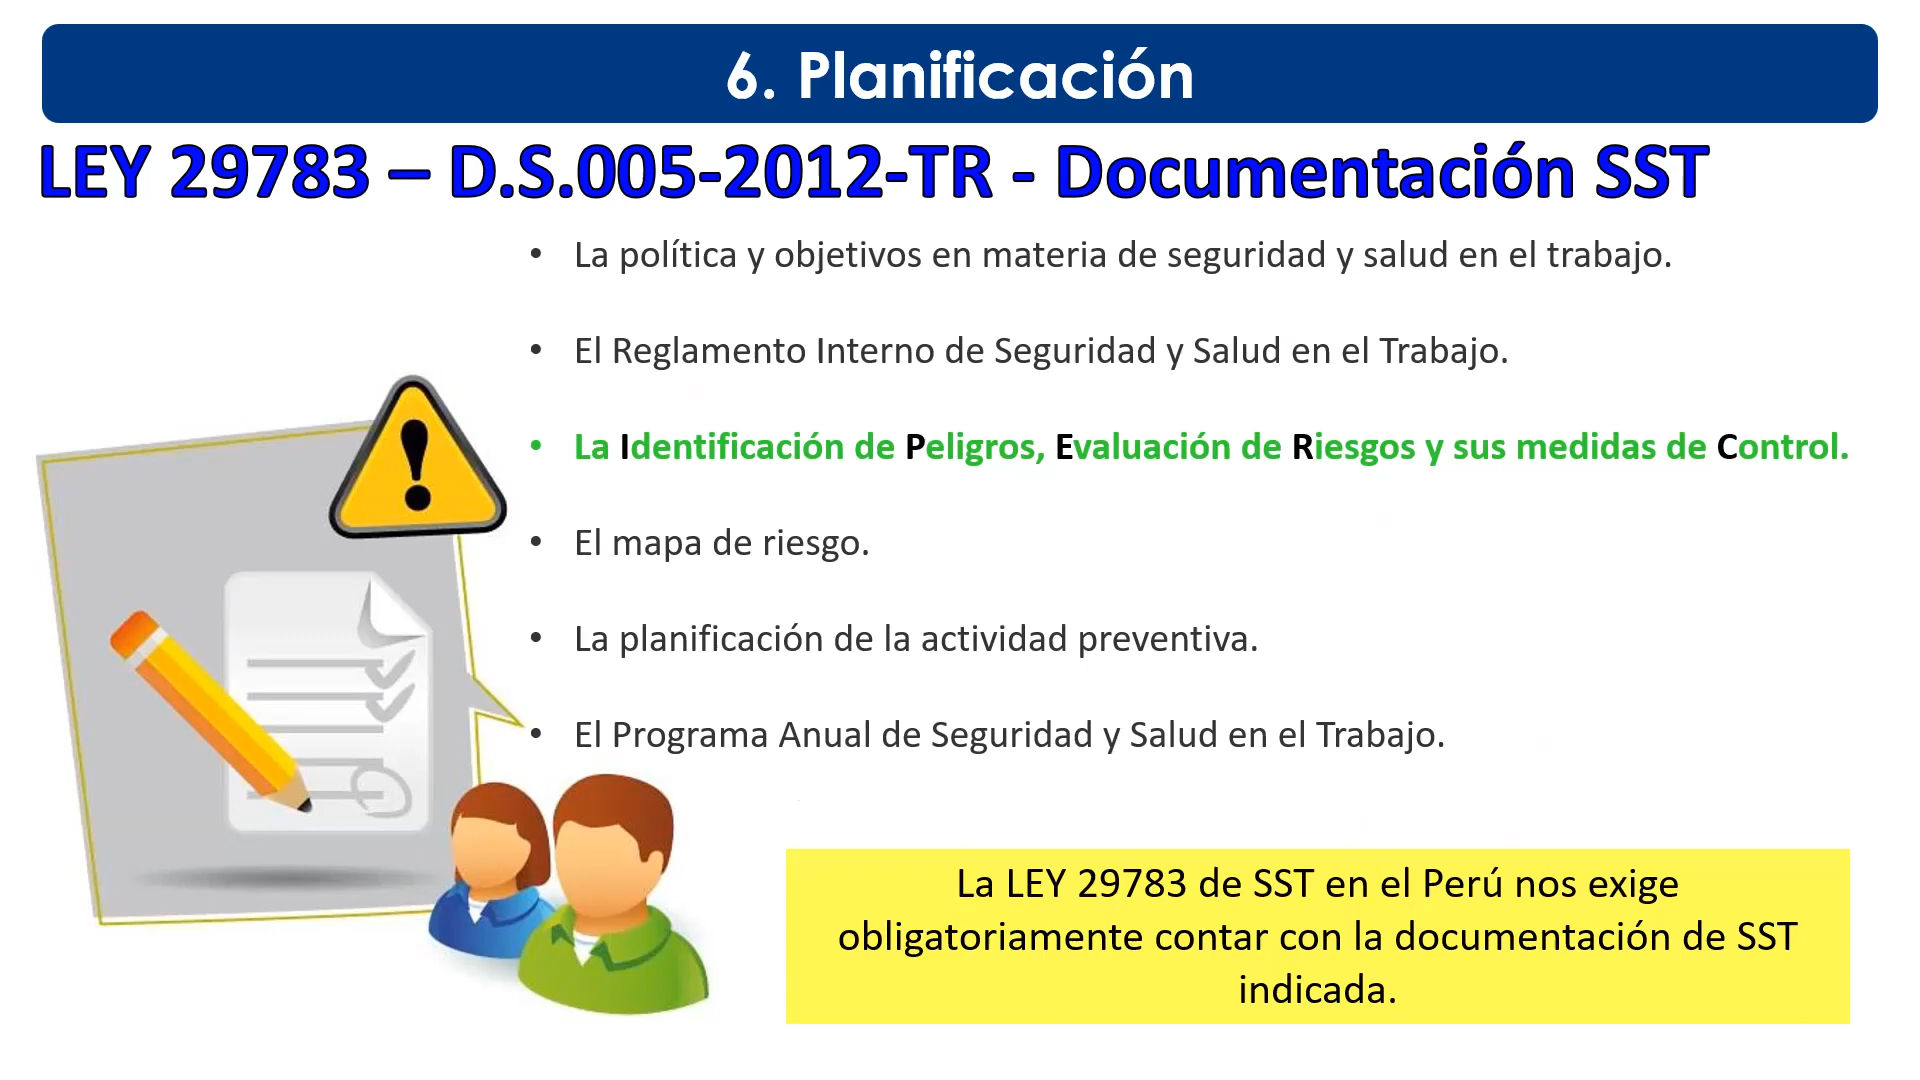 6. Planificación
LEY 29783 – D.S.005-2012-TR - Documentación SST
• La política y objetivos en materia de seguridad y salud en el trabajo.
• El Reglamento Interno de Seguridad y Salud en el Trabajo.
• La Identificación de Peligros, Evaluación de Riesgos y sus medidas de Control.
• El mapa de riesgo.
• La planificación de la actividad preventiva.
• El Programa Anual de Seguridad y Salud en el Trabajo.
La LEY 29783 de SST en el Perú nos exige
obligatoriamente contar con la documentación de SST
indicada.